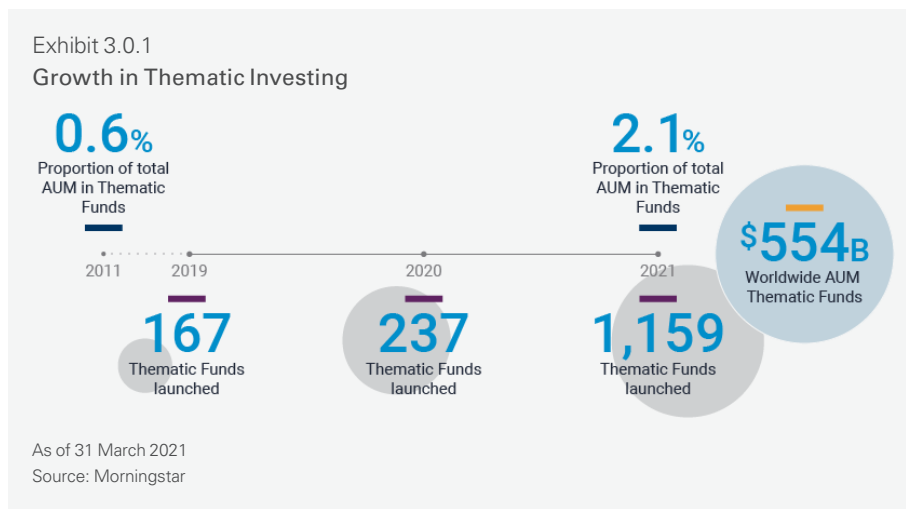 Exhibit 3.0.1
Growth in Thematic Investing
0.6%
Proportion of total
AUM in Thematic
Funds
2.1%
Proportion of total
AUM in Thematic
Funds
$554B
Worldwide AUM
Thematic Funds
2011
2019
2020
2021
167
Thematic Funds
launched
237
Thematic Funds
launched
1,159
Thematic Funds
launched
As of 31 March 2021
Source: Morningstar